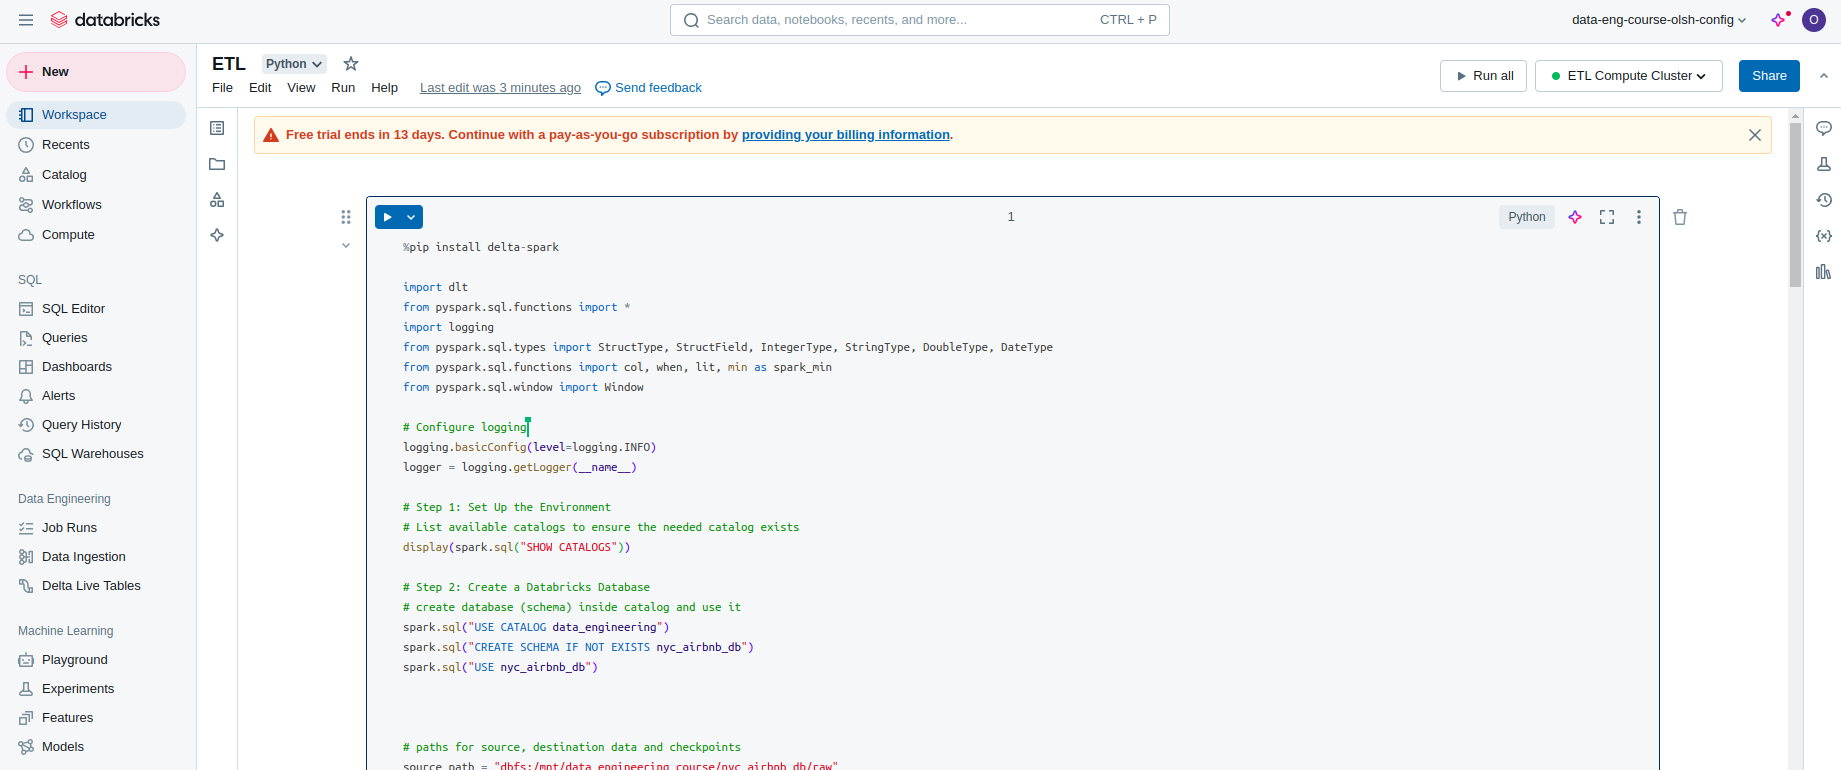 databricks
Search data, notebooks, recents, and more...
CTRL + P
data-eng-course-olsh-config
O
New
Workspace
Recents
Catalog
Workflows
Compute
SQL
SQL Editor
Queries
Dashboards
Alerts
Query History
SQL Warehouses
Data Engineering
Job Runs
Data Ingestion
Delta Live Tables
Machine Learning
Playground
Experiments
Features
Models
ETL
Python
File Edit View Run Help Last edit was 3 minutes ago Send feedback
Run all
ETL Compute Cluster
Share
Free trial ends in 13 days. Continue with a pay-as-you-go subscription by providing your billing information.
1
Python
%pip install delta-spark
import dlt
from pyspark.sql.functions import *
import logging
from pyspark.sql.types import StructType, StructField, IntegerType, StringType, DoubleType, DateType
from pyspark.sql.functions import col, when, lit, min as spark_min
from pyspark.sql.window import Window
# Configure logging
logging.basicConfig(level=logging.INFO)
logger = logging.getLogger(__name__)
# Step 1: Set Up the Environment
# List available catalogs to ensure the needed catalog exists
display(spark.sql("SHOW CATALOGS"))
# Step 2: Create a Databricks Database
# create database (schema) inside catalog and use it
spark.sql("USE CATALOG data_engineering")
spark.sql("CREATE SCHEMA IF NOT EXISTS nyc_airbnb_db")
spark.sql("USE nyc_airbnb_db")
# paths for source, destination data and checkpoints
source_path = "dbfs:/mnt/data_engineering_course/nyc_airbnb_db/raw"